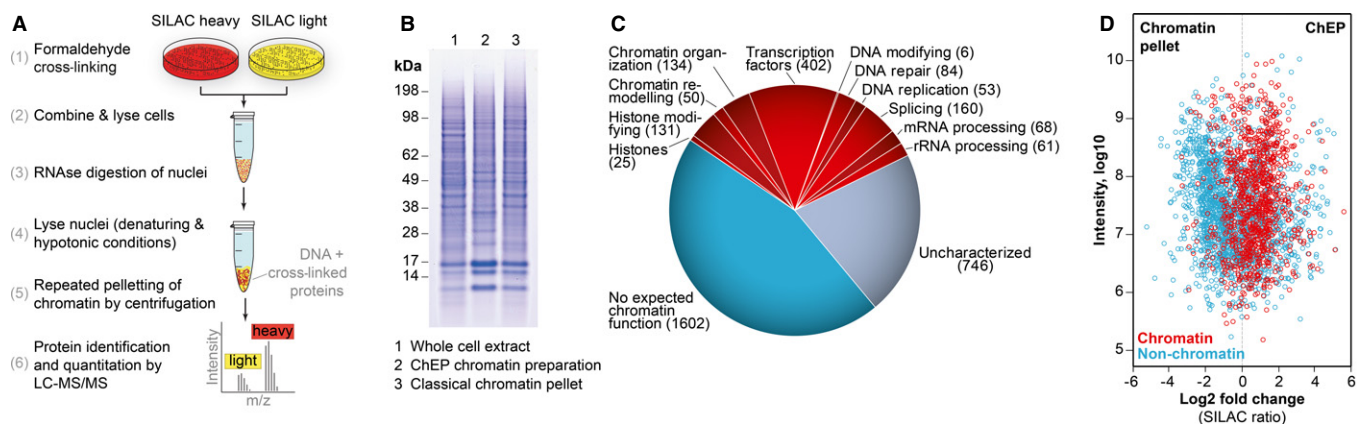 A
SILAC heavy
SILAC light
(1)
Formaldehyde
cross-linking
(2)
Combine & lyse cells
(3)
RNAse digestion of nuclei
(4)
Lyse nuclei (denaturing &
hypotonic conditions)
DNA +
cross-linked
proteins
(5)
Repeated pelletting of
chromatin by centrifugation
(6)
Protein identification
and quantitation by
LC-MS/MS
Intensity
light
heavy
m/z
B
1 2 3
kDa
198
98
62
49
38
28
17
14
1 Whole cell extract
2 ChEP chromatin preparation
3 Classical chromatin pellet
C
Chromatin organ-
ization (134)
Chromatin re-
modelling (50)
Histone modi-
fying (131)
Histones
(25)
Transcription
factors (402)
DNA modifying (6)
DNA repair (84)
DNA replication (53)
Splicing (160)
mRNA processing (68)
rRNA processing (61)
Uncharacterized
(746)
No expected
chromatin
function (1602)
D
Chromatin
pellet
ChEP
Intensity, log10
10
9
8
7
6
5
Chromatin
Non-chromatin
-6 -4 -2 0 2 4 6
Log2 fold change
(SILAC ratio)